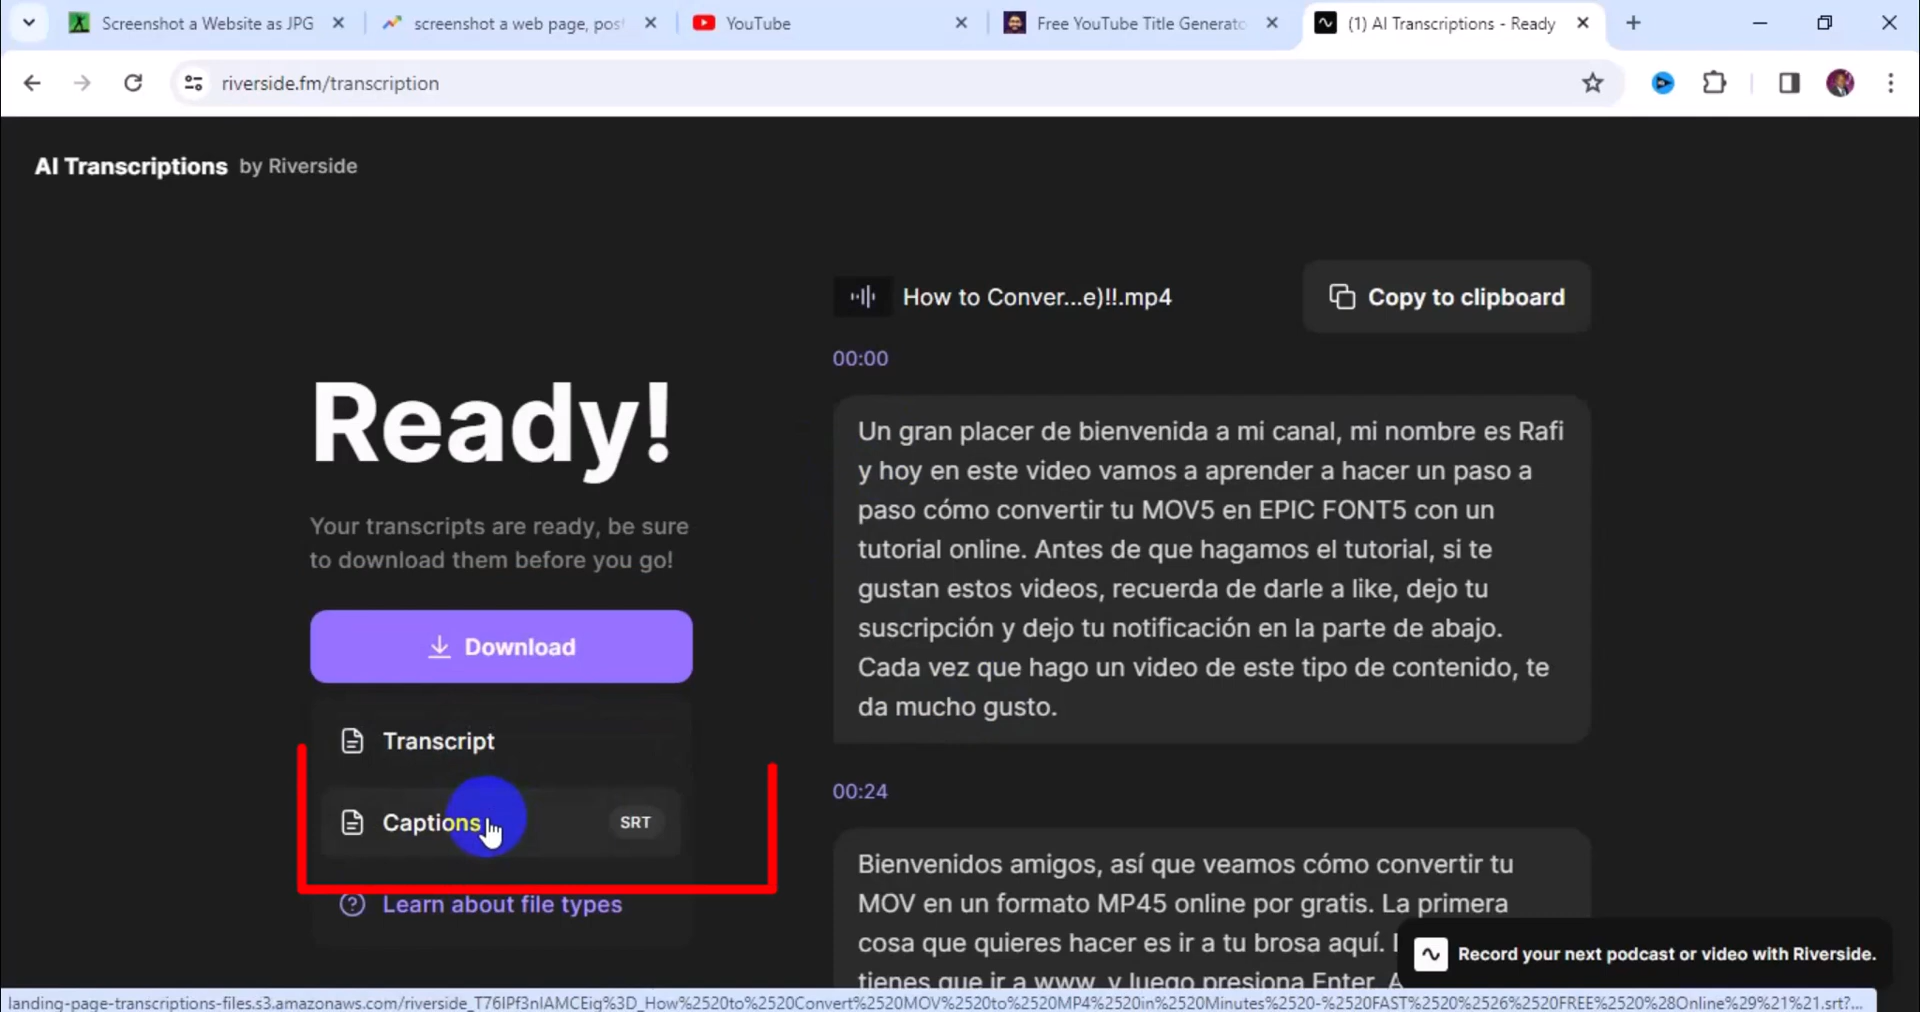 Screenshot a Website as JPG
screenshot a web page, pos
YouTube
Free YouTube Title Generato
(1) AI Transcriptions - Ready
riverside.fm/transcription
AI Transcriptions by Riverside
How to Conver...e)!!.mp4
Copy to clipboard
00:00
Ready!
Un gran placer de bienvenida a mi canal, mi nombre es Rafi
y hoy en este video vamos a aprender a hacer un paso a
paso cómo convertir tu MOV5 en EPIC FONT5 con un
tutorial online. Antes de que hagamos el tutorial, si te
gustan estos videos, recuerda de darle a like, dejo tu
suscripción y dejo tu notificación en la parte de abajo.
Cada vez que hago un video de este tipo de contenido, te
da mucho gusto.
Your transcripts are ready, be sure
to download them before you go!
Download
Transcript
Captions SRT
Learn about file types
00:24
Bienvenidos amigos, así que veamos cómo convertir tu
MOV en un formato MP45 online por gratis. La primera
cosa que quieres hacer es ir a tu brosa aquí.
tienes que ir a www. y luego presiona Enter. A
Record your next podcast or video with Riverside.
landing-page-transcriptions-files.s3.amazonaws.com/riverside_T76IPf3nIAMCEig%3D_How%2520to%2520Convert%2520MOV%2520to%2520MP4%2520in%2520Minutes%2520-%2520FAST%2520%2526%2520FREE%2520%28Online%29%21%21.srt?...